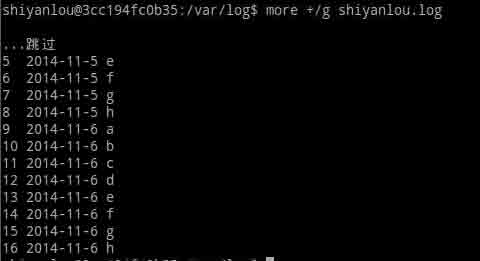 shiyanlou@3cc194fc0b35:/var/log$ more +/g shiyanlou.log
...跳过
5 2014-11-5 e
6 2014-11-5 f
7 2014-11-5 g
8 2014-11-5 h
9 2014-11-6 a
10 2014-11-6 b
11 2014-11-6 c
12 2014-11-6 d
13 2014-11-6 e
14 2014-11-6 f
15 2014-11-6 g
16 2014-11-6 h